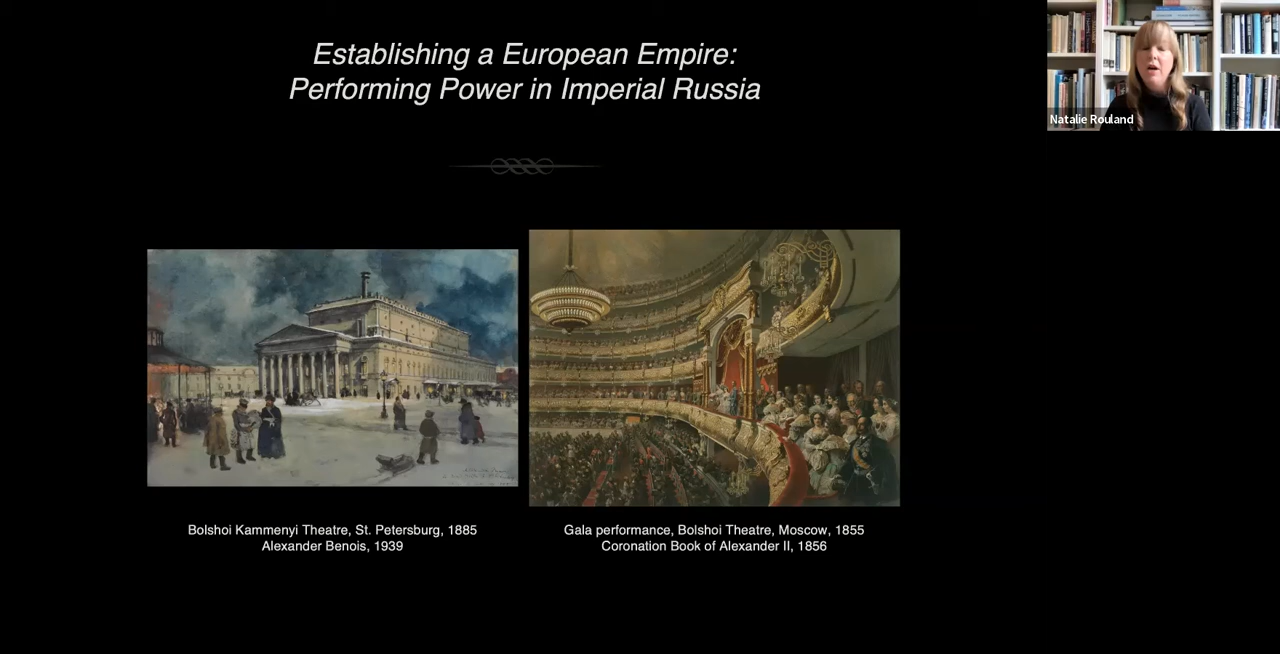 Establishing a European Empire:
Performing Power in Imperial Russia
Natalie Rouland
Bolshoi Kammenyi Theatre, St. Petersburg, 1885
Alexander Benois, 1939
Gala performance, Bolshoi Theatre, Moscow, 1855
Coronation Book of Alexander II, 1856